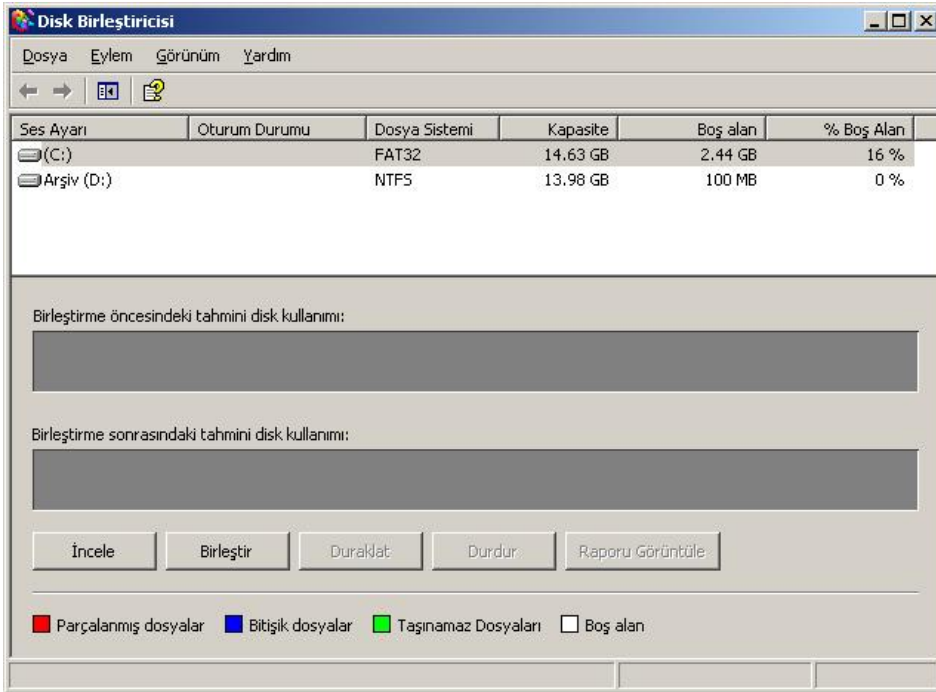 Disk Birleştiricisi
Dosya Eylem Görünüm Yardım
Ses Ayarı Oturum Durumu Dosya Sistemi Kapasite Boş alan % Boş Alan
(C:) FAT32 14.63 GB 2.44 GB 16 %
Arşiv (D:) NTFS 13.98 GB 100 MB 0 %
Birleştirme öncesindeki tahmini disk kullanımı:
Birleştirme sonrasındaki tahmini disk kullanımı:
İncele Birleştir Duraklat Durdur Raporu Görüntüle
Parçalanmış dosyalar Bitişik dosyalar Taşınamaz Dosyaları Boş alan